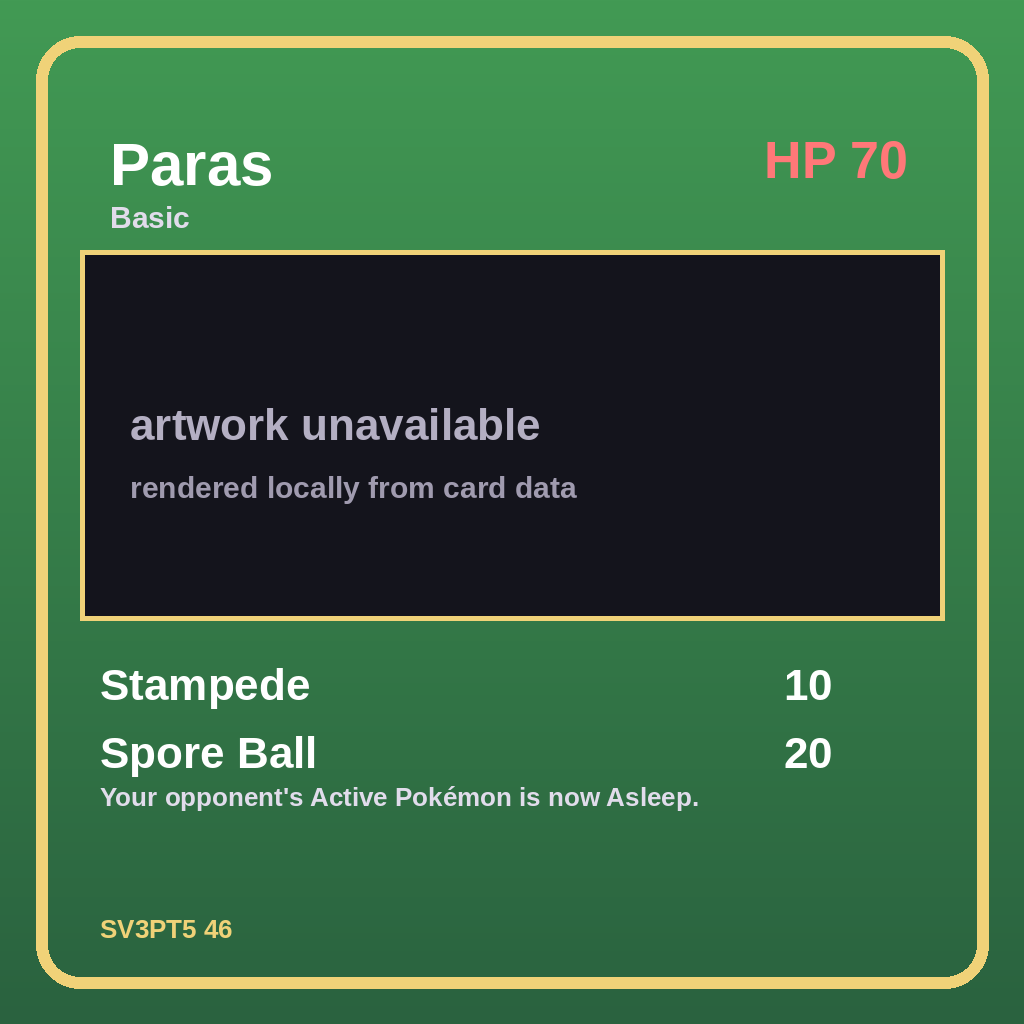 Paras
HP 70
Basic
artwork unavailable
rendered locally from card data
Stampede 10
Spore Ball 20
Your opponent's Active Pokémon is now Asleep.
SV3PT5 46